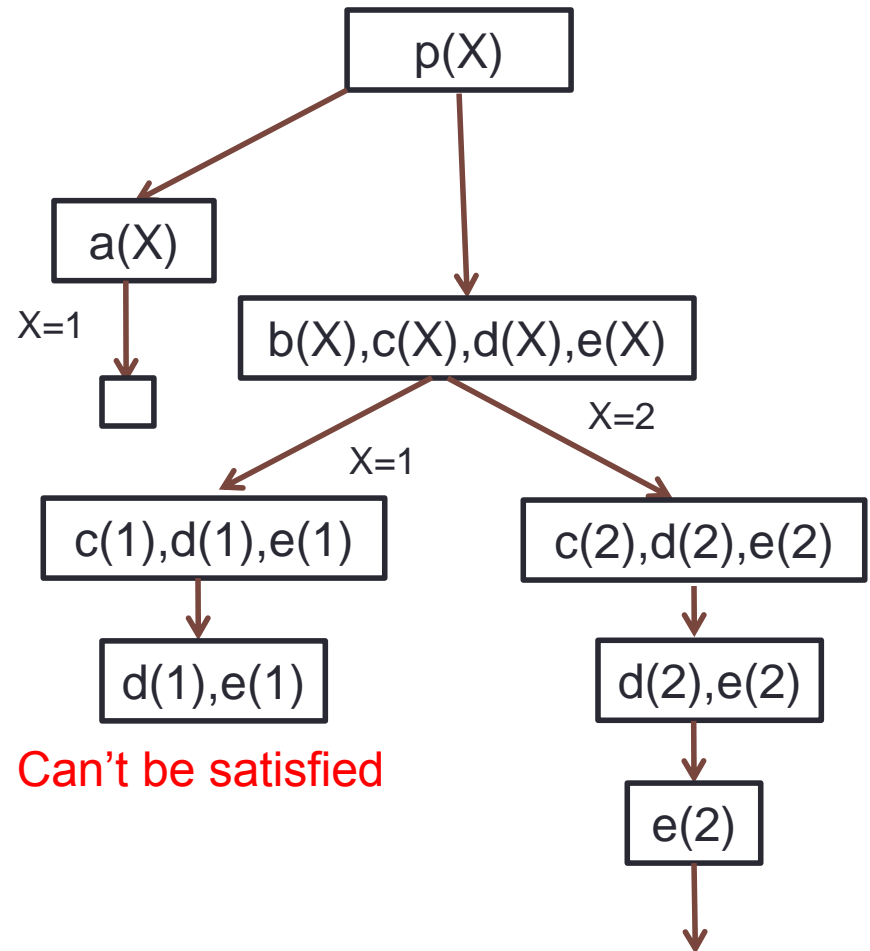 p(X)
a(X)
X=1
b(X),c(X),d(X),e(X)
X=2
X=1
c(1),d(1),e(1)
c(2),d(2),e(2)
d(1),e(1)
d(2),e(2)
Can't be satisfied
e(2)